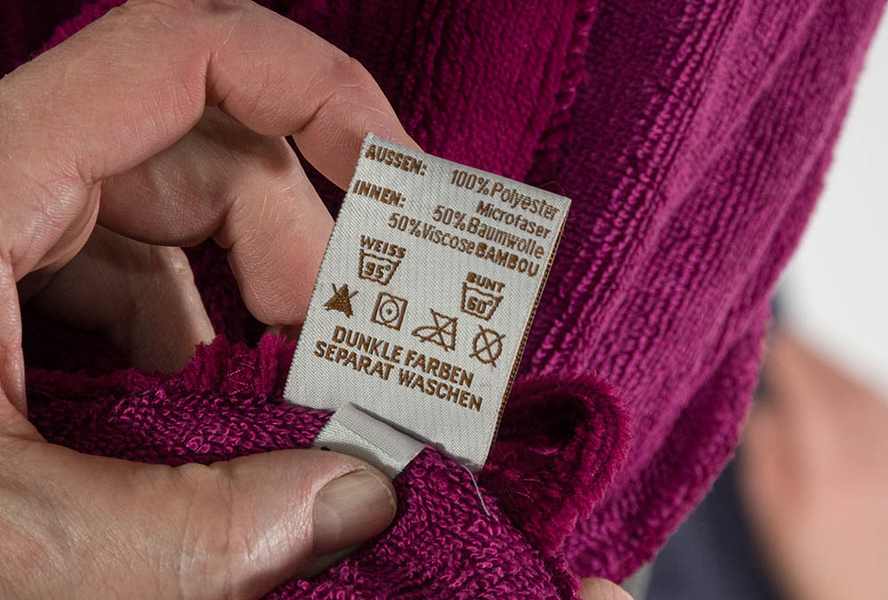 AUSSEN: 100% Polyester
Microfaser
INNEN: 50% Baumwolle
50% Viscose BAMBOU
WEISS
95°
BUNT
60°
DUNKLE FARBEN
SEPARAT WASCHEN